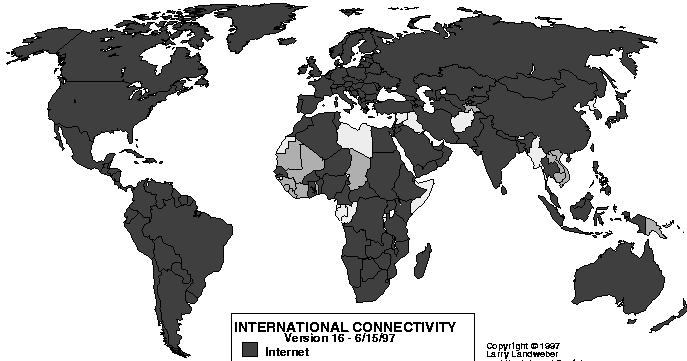 INTERNATIONAL CONNECTIVITY
Version 16 - 6/15/97
Internet
Copyright © 1997
Larry Landweber